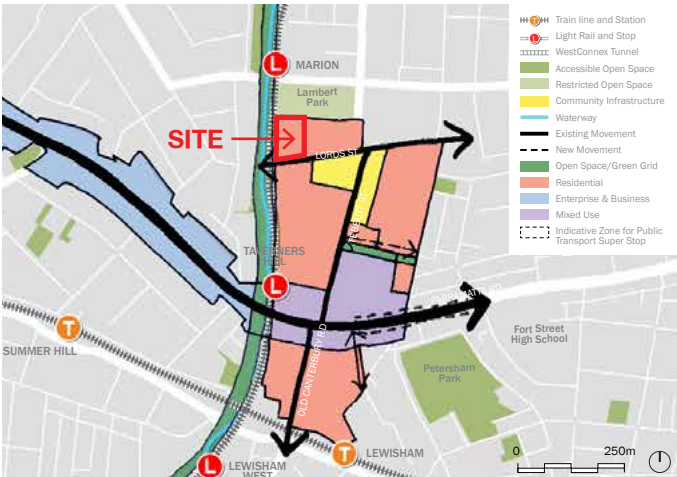 MARION
Lambert
Park
SITE
LORDS ST
TAVERNERS
HILL
SUMMER HILL
OLD CANTERBURY RD
Fort Street
High School
Petersham
Park
LEWISHAM
LEWISHAM
WEST
L
L
L
T
T
0
250m
T Train line and Station
L Light Rail and Stop
WestConnex Tunnel
Accessible Open Space
Restricted Open Space
Community Infrastructure
Waterway
Existing Movement
New Movement
Open Space/Green Grid
Residential
Enterprise & Business
Mixed Use
Indicative Zone for Public
Transport Super Stop